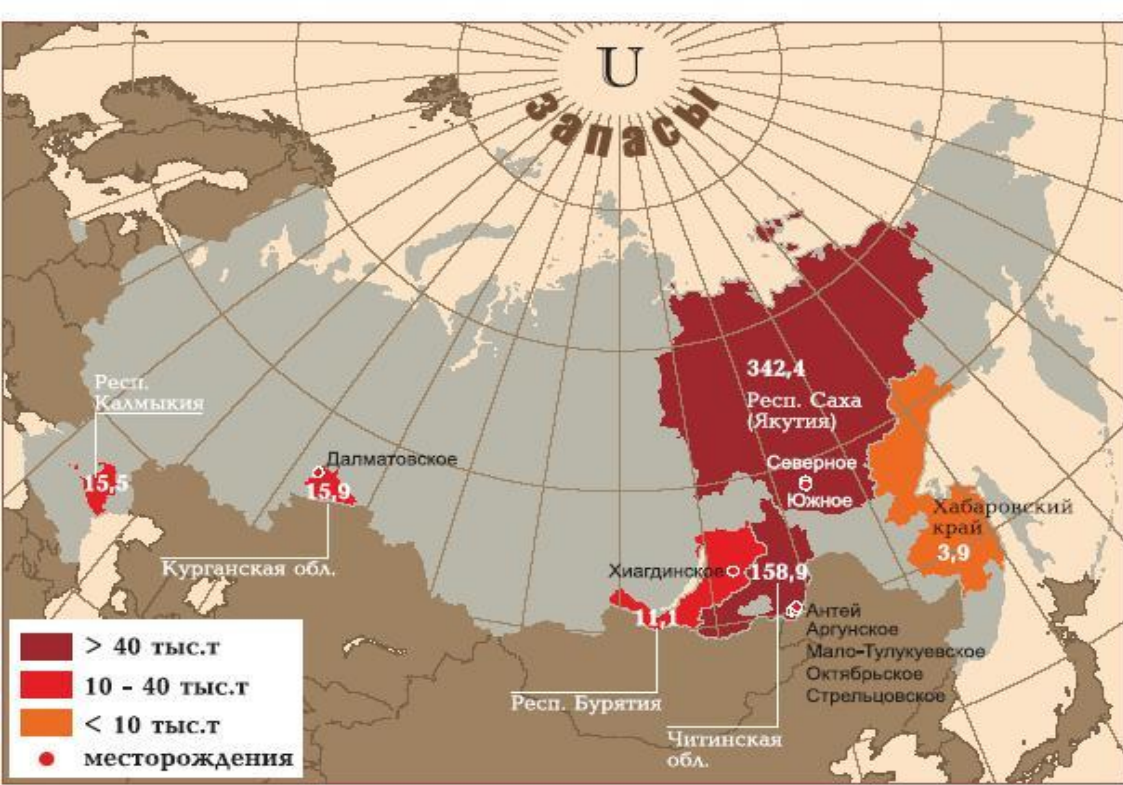 U
Запасы
342,4
Респ. Саха
(Якутия)
Северное
Южное
Респ.
Калмыкия
15,5
Далматовское
15,9
Курганская обл.
Хабаровский
край
3,9
Хиагдинское
158,9
11,1
Антей
Аргунское
Мало-Тулукуевское
Октябрьское
Стрельцовское
Респ. Бурятия
Читинская
обл.
> 40 тыс.т
10 - 40 тыс.т
< 10 тыс.т
месторождения